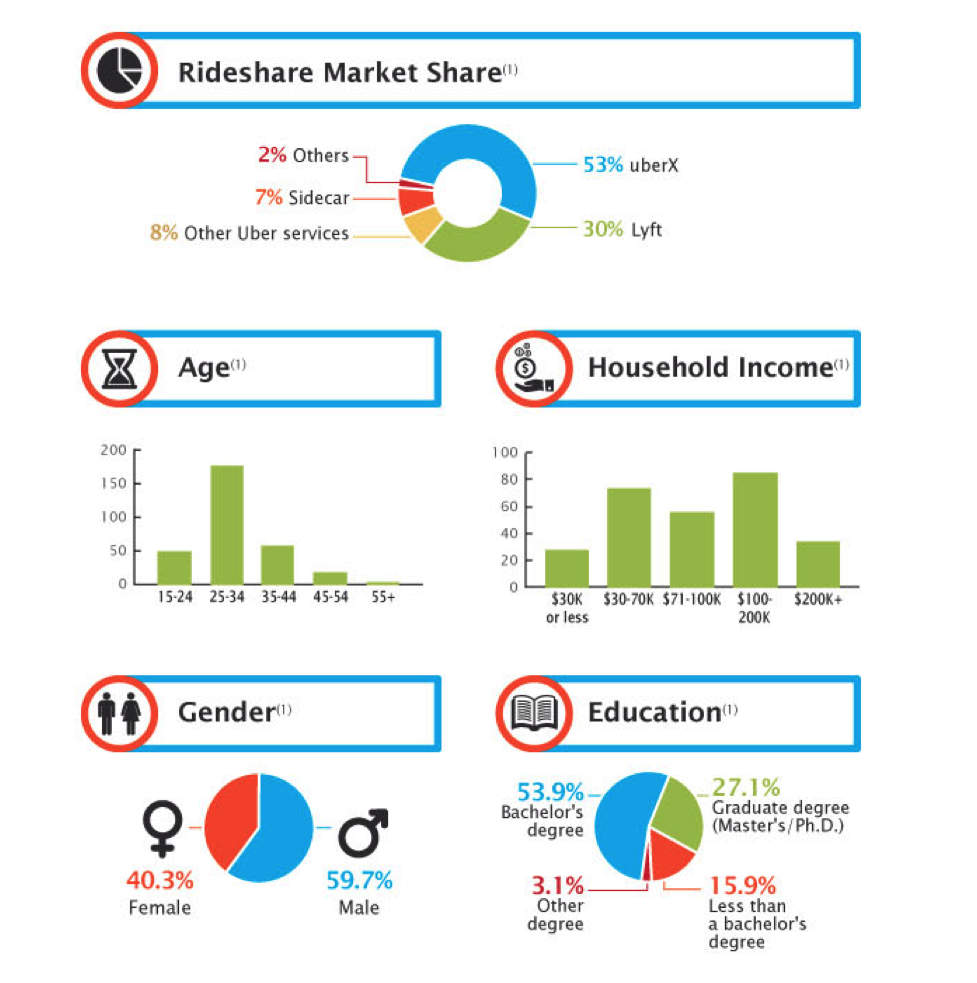 Rideshare Market Share(1)
2% Others
53% uberX
7% Sidecar
8% Other Uber services
30% Lyft
Age(1)
Household Income(1)
200
150
100
50
0
15-24 25-34 35-44 45-54 55+
100
80
60
40
20
0
$30K $30-70K $71-100K $100- $200K+
or less 200K
Gender(1)
Education(1)
40.3%
Female
59.7%
Male
53.9%
Bachelor's
degree
27.1%
Graduate degree
(Master's/Ph.D.)
3.1%
Other
degree
15.9%
Less than
a bachelor's
degree